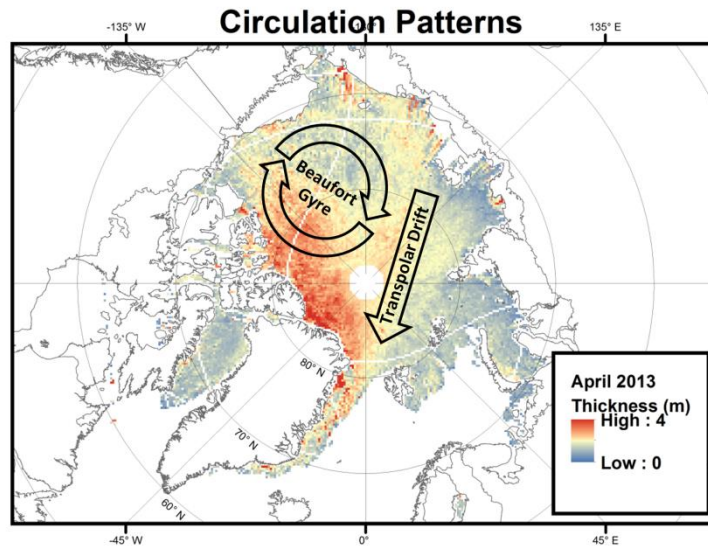 Circulation Patterns
-135° W
180°
135° E
Beaufort
Gyre
Transpolar Drift
80° N
70° N
60° N
April 2013
Thickness (m)
High : 4
Low : 0
-45° W
0°
45° E